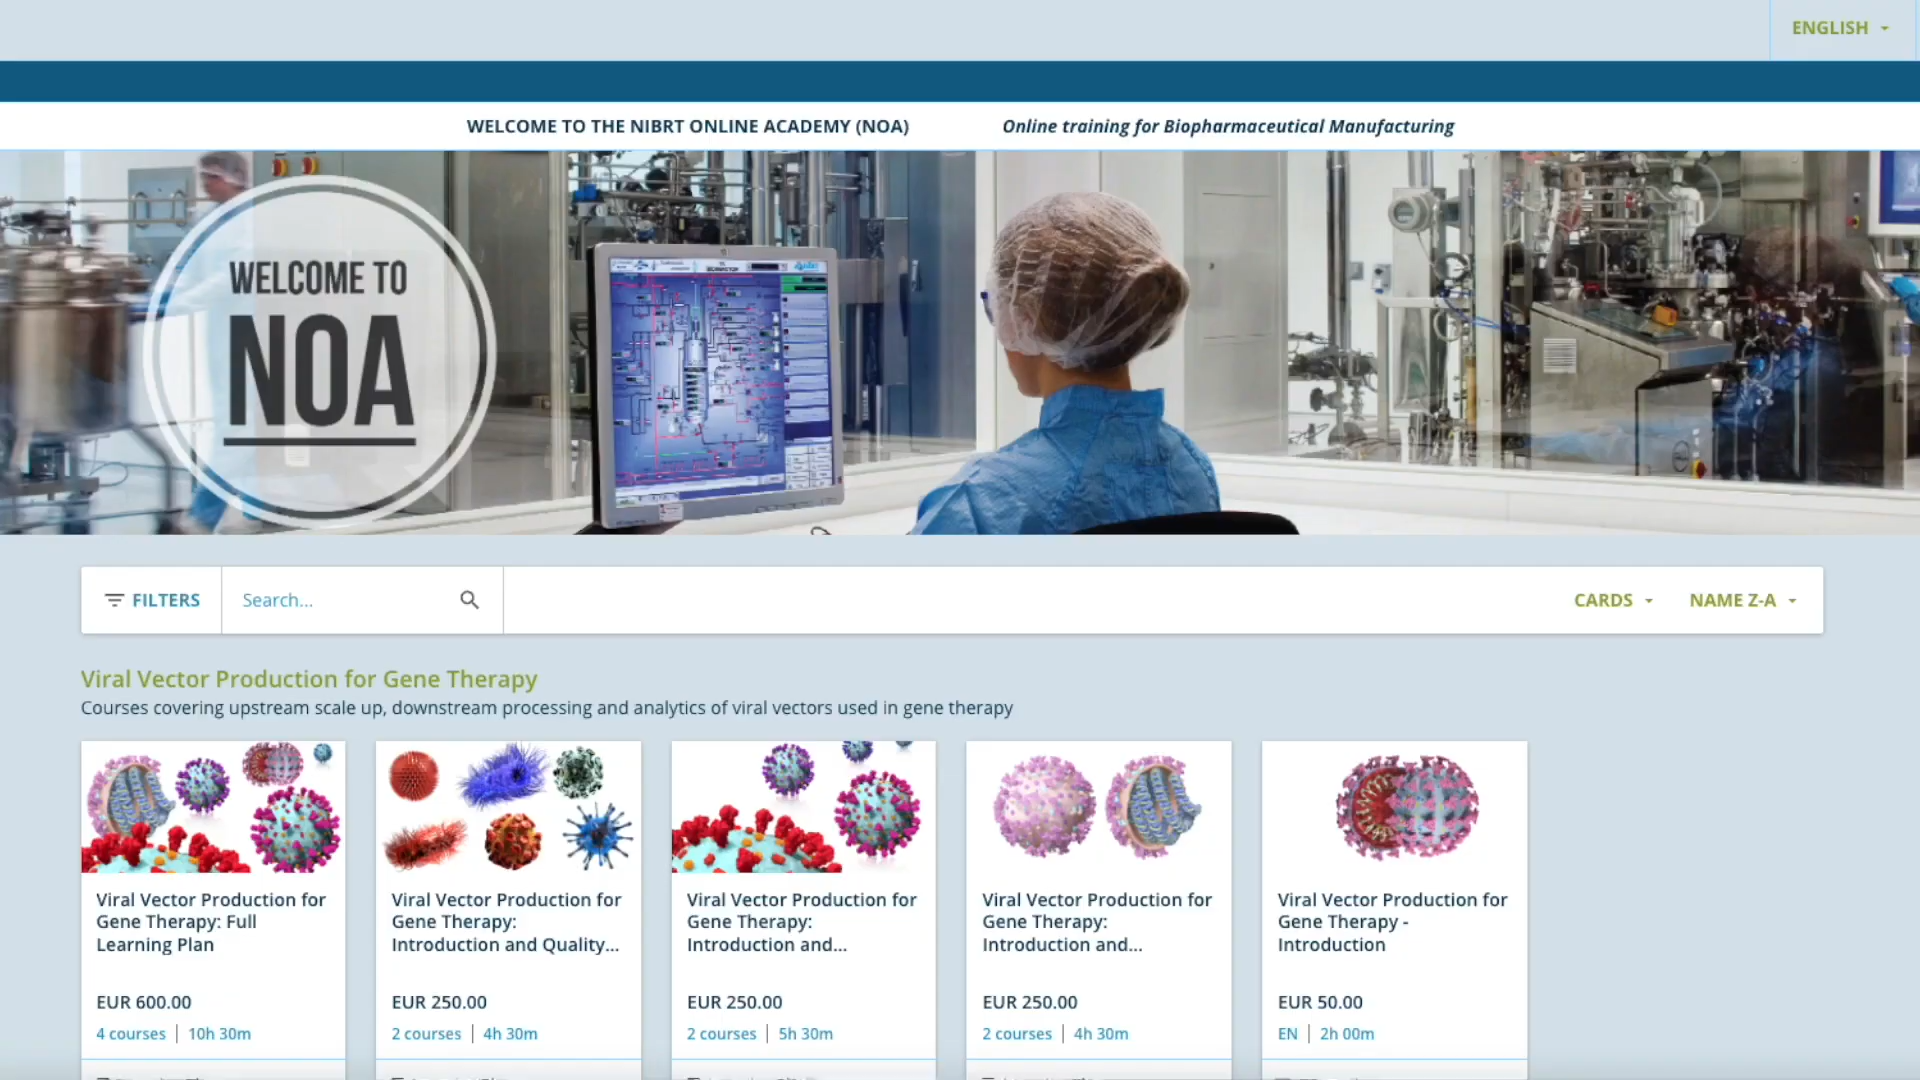 ENGLISH
WELCOME TO THE NIBRT ONLINE ACADEMY (NOA)
Online training for Biopharmaceutical Manufacturing
WELCOME TO
NOA
FILTERS
Search...
CARDS
NAME Z-A
Viral Vector Production for Gene Therapy
Courses covering upstream scale up, downstream processing and analytics of viral vectors used in gene therapy
Viral Vector Production for
Gene Therapy: Full
Learning Plan
EUR 600.00
4 courses | 10h 30m
Viral Vector Production for
Gene Therapy:
Introduction and Quality...
EUR 250.00
2 courses | 4h 30m
Viral Vector Production for
Gene Therapy:
Introduction and...
EUR 250.00
2 courses | 5h 30m
Viral Vector Production for
Gene Therapy:
Introduction and...
EUR 250.00
2 courses | 4h 30m
Viral Vector Production for
Gene Therapy -
Introduction
EUR 50.00
EN | 2h 00m